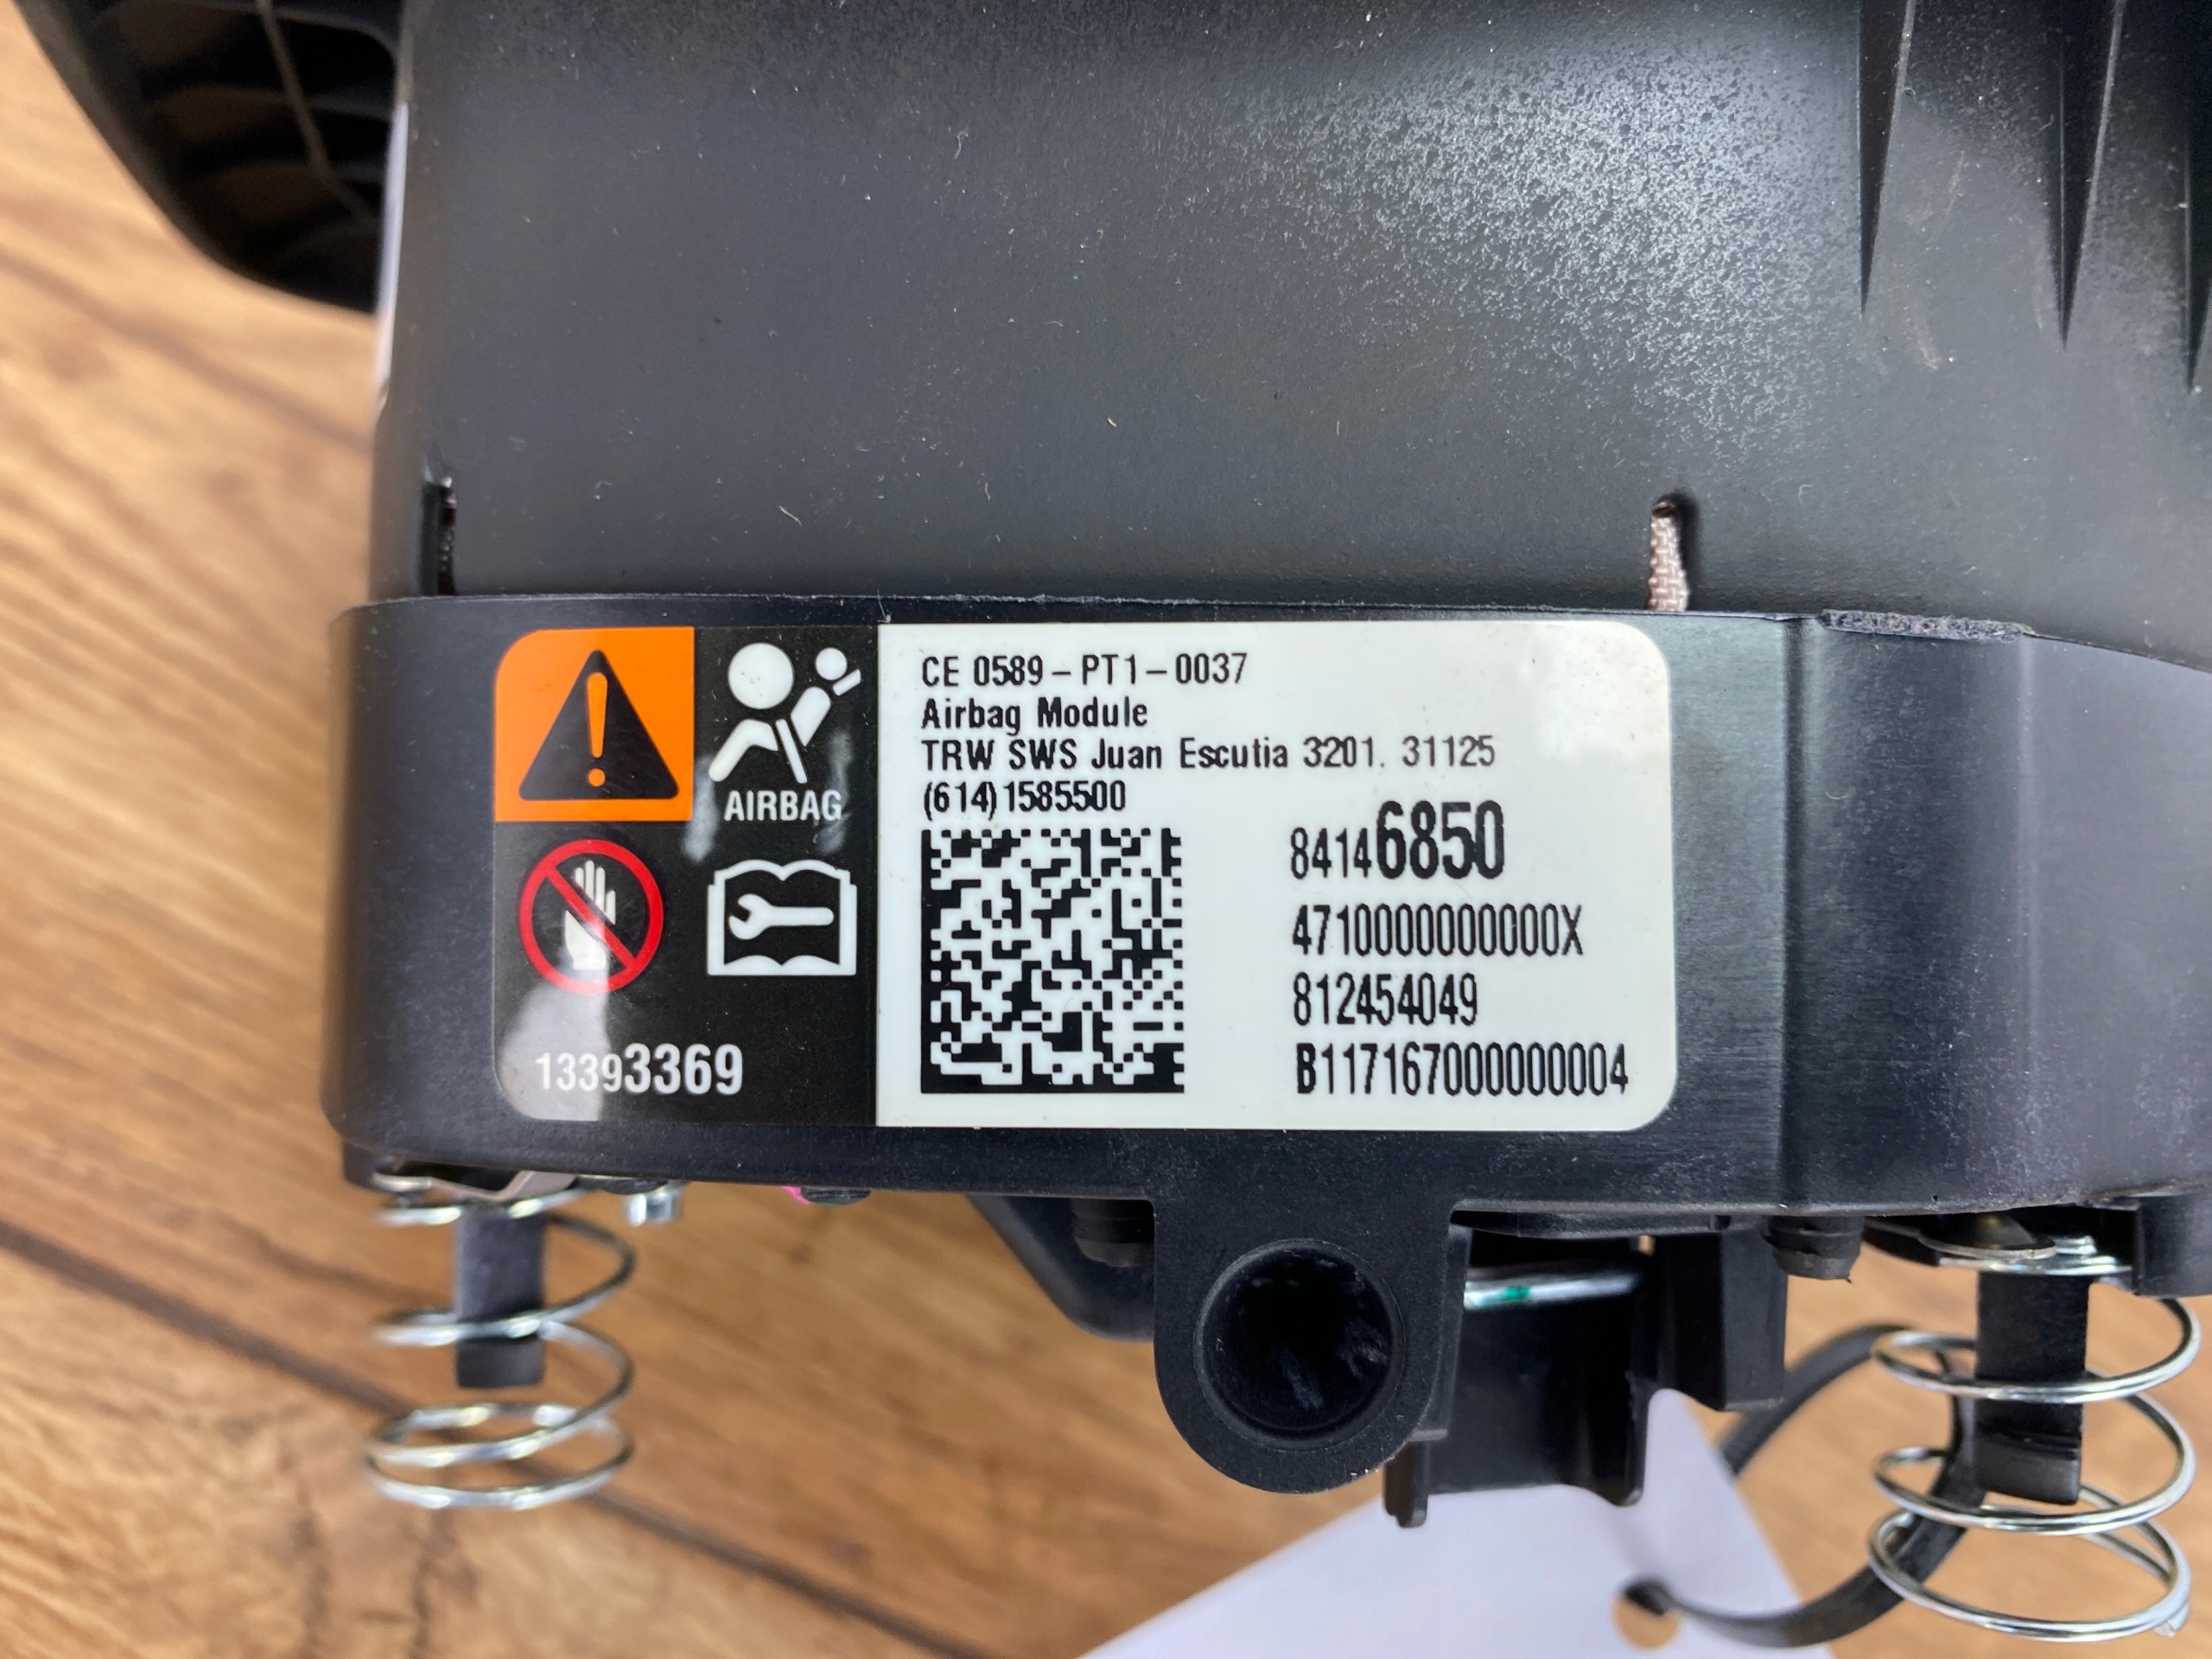 AIRBAG
13393369
CE 0589-PT1-0037
Airbag Module
TRW SWS Juan Escutia 3201. 31125
(614)1585500
84146850
4710000000000X
812454049
B117167000000004